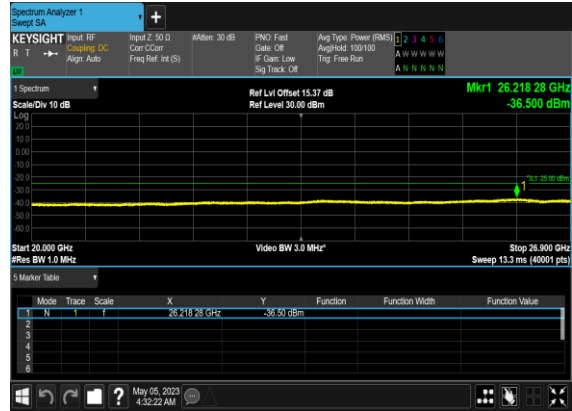 Spectrum Analyzer 1
Swept SA
+
KEYSIGHT
R T
Input: RF
Coupling: DC
Align: Auto
Input Z: 50 Ω
Corr CCorr
Freq Ref: Int (S)
#Atten: 30 dB
PNO: Fast
Gate: Off
IF Gain: Low
Sig Track: Off
Avg Type: Power (RMS)
Avg|Hold: 100/100
Trig: Free Run
1 2 3 4 5 6
A W W W W W
A N N N N N
1 Spectrum
Scale/Div 10 dB
Ref Lvl Offset 15.37 dB
Ref Level 30.00 dBm
Mkr1 26.218 28 GHz
-36.500 dBm
Log
20.0
10.0
0.00
-10.0
-20.0
DL1 -25.00 dBm
1
-30.0
-40.0
-50.0
-60.0
Start 20.000 GHz
Video BW 3.0 MHz*
Stop 26.900 GHz
#Res BW 1.0 MHz
Sweep 13.3 ms (40001 pts)
5 Marker Table
Mode Trace Scale X Y Function Function Width Function Value
1 N 1 f 26.218 28 GHz -36.50 dBm
2
3
4
5
6
?
May 05, 2023
4:32:22 AM